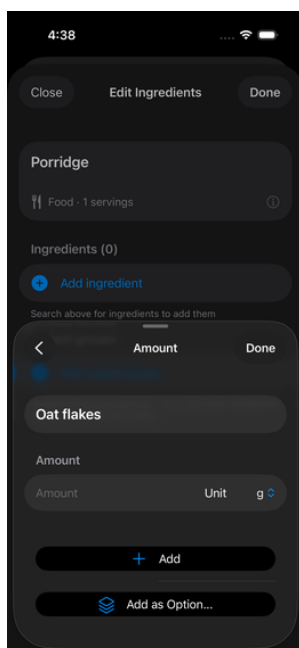 4:38
Close Edit Ingredients Done
Porridge
Food · 1 servings
Ingredients (0)
Add ingredient
Search above for ingredients to add them
Amount Done
Oat flakes
Amount
Amount Unit g
Add
Add as Option...